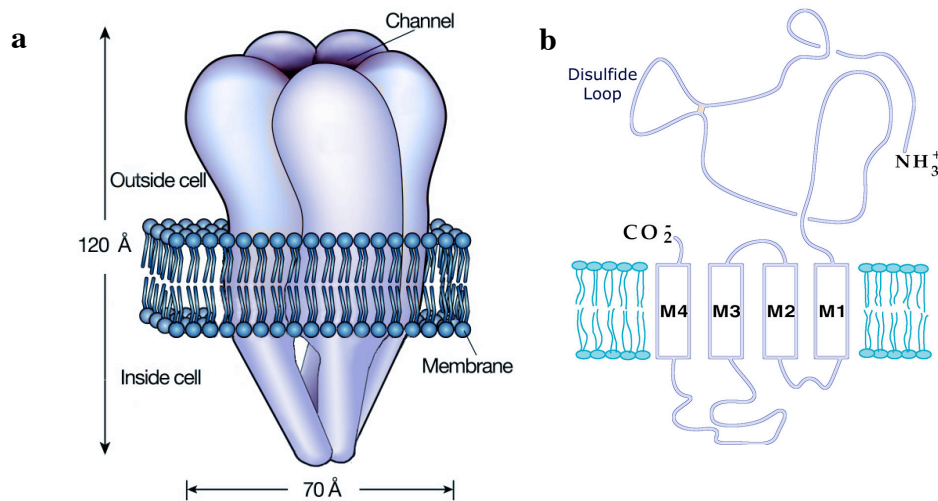 a
Channel
Outside cell
120 Å
Inside cell
Membrane
70 Å
b
Disulfide
Loop
NH₃⁺
CO₂⁻
M4 M3 M2 M1